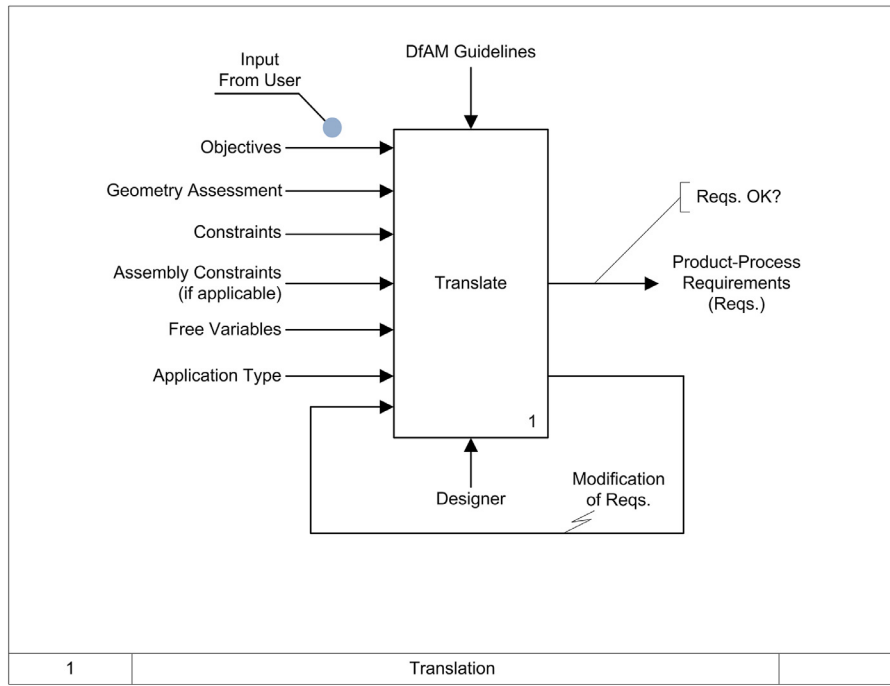 Input
From User
DfAM Guidelines
Objectives
Geometry Assessment
Constraints
Assembly Constraints
(if applicable)
Free Variables
Application Type
Translate
1
Reqs. OK?
Product-Process
Requirements
(Reqs.)
Designer
Modification
of Reqs.
1
Translation